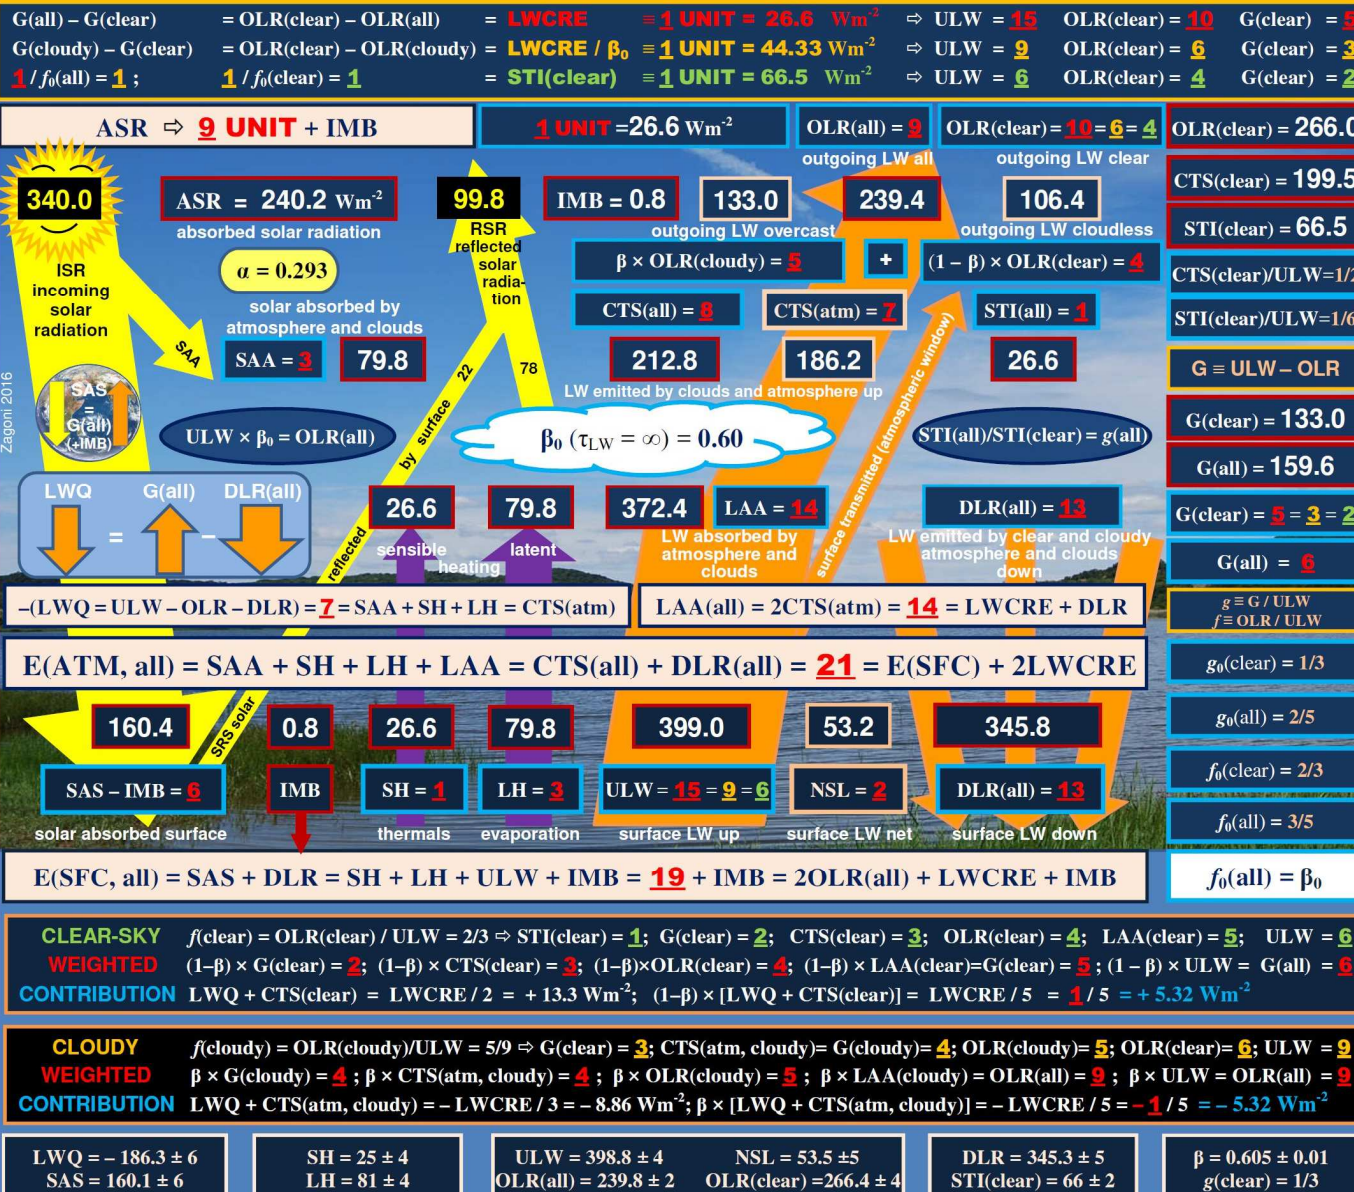 G(all) – G(clear) = OLR(clear) – OLR(all) = LWCRE ≡ 1 UNIT = 26.6 Wm⁻² ⇨ ULW = 15 OLR(clear) = 10 G(clear) = 5
G(cloudy) – G(clear) = OLR(clear) – OLR(cloudy) = LWCRE / β₀ ≡ 1 UNIT = 44.33 Wm⁻² ⇨ ULW = 9 OLR(clear) = 6 G(clear) = 3
1 / f₀(all) = 1 ; 1 / f₀(clear) = 1 = STI(clear) ≡ 1 UNIT = 66.5 Wm⁻² ⇨ ULW = 6 OLR(clear) = 4 G(clear) = 2
ASR ⇨ 9 UNIT + IMB
1 UNIT =26.6 Wm⁻²
OLR(all) = 9
OLR(clear) = 10 = 6 = 4
OLR(clear) = 266.0
outgoing LW all
outgoing LW clear
340.0
ASR = 240.2 Wm⁻²
absorbed solar radiation
99.8
IMB = 0.8
133.0
239.4
106.4
CTS(clear) = 199.5
outgoing LW overcast
outgoing LW cloudless
STI(clear) = 66.5
ISR
incoming
solar
radiation
α = 0.293
RSR
reflected
solar
radia-
tion
β × OLR(cloudy) = 5
+
(1 – β) × OLR(clear) = 4
CTS(clear)/ULW=1/2
solar absorbed by
atmosphere and clouds
CTS(all) = 8
CTS(atm) = 7
STI(all) = 1
STI(clear)/ULW=1/6
SAA
SAA = 3
79.8
22
78
212.8
186.2
26.6
G ≡ ULW – OLR
LW emitted by clouds and atmosphere up
Zagoni 2016
SAS
=
G(all)
(+IMB)
ULW × β₀ = OLR(all)
β₀ (τLW = ∞) = 0.60
STI(all)/STI(clear) = g(all)
G(clear) = 133.0
G(all) = 159.6
reflected by surface
surface transmitted (atmospheric window)
LWQ G(all) DLR(all)
= –
26.6
79.8
372.4
LAA = 14
DLR(all) = 13
G(clear) = 5 = 3 = 2
sensible latent
heating
LW absorbed by
atmosphere and
clouds
LW emitted by clear and cloudy
atmosphere and clouds
down
G(all) = 6
–(LWQ = ULW – OLR – DLR) = 7 = SAA + SH + LH = CTS(atm)
LAA(all) = 2CTS(atm) = 14 = LWCRE + DLR
g ≡ G / ULW
f ≡ OLR / ULW
E(ATM, all) = SAA + SH + LH + LAA = CTS(all) + DLR(all) = 21 = E(SFC) + 2LWCRE
g₀(clear) = 1/3
SRS solar
160.4
0.8
26.6
79.8
399.0
53.2
345.8
g₀(all) = 2/5
SAS – IMB = 6
IMB
SH = 1
LH = 3
ULW = 15 = 9 = 6
NSL = 2
DLR(all) = 13
f₀(clear) = 2/3
solar absorbed surface
thermals
evaporation
surface LW up
surface LW net
surface LW down
f₀(all) = 3/5
E(SFC, all) = SAS + DLR = SH + LH + ULW + IMB = 19 + IMB = 2OLR(all) + LWCRE + IMB
f₀(all) = β₀
CLEAR-SKY f(clear) = OLR(clear) / ULW = 2/3 ⇨ STI(clear) = 1; G(clear) = 2; CTS(clear) = 3; OLR(clear) = 4; LAA(clear) = 5; ULW = 6
WEIGHTED (1–β) × G(clear) = 2; (1–β) × CTS(clear) = 3; (1–β)×OLR(clear) = 4; (1–β) × LAA(clear)=G(clear) = 5 ; (1 – β) × ULW = G(all) = 6
CONTRIBUTION LWQ + CTS(clear) = LWCRE / 2 = + 13.3 Wm⁻²; (1–β) × [LWQ + CTS(clear)] = LWCRE / 5 = 1 / 5 = + 5.32 Wm⁻²
CLOUDY f(cloudy) = OLR(cloudy)/ULW = 5/9 ⇨ G(clear) = 3; CTS(atm, cloudy)= G(cloudy)= 4; OLR(cloudy)= 5; OLR(clear)= 6; ULW = 9
WEIGHTED β × G(cloudy) = 4 ; β × CTS(atm, cloudy) = 4 ; β × OLR(cloudy) = 5 ; β × LAA(cloudy) = OLR(all) = 9 ; β × ULW = OLR(all) = 9
CONTRIBUTION LWQ + CTS(atm, cloudy) = – LWCRE / 3 = – 8.86 Wm⁻²; β × [LWQ + CTS(atm, cloudy)] = – LWCRE / 5 = – 1 / 5 = – 5.32 Wm⁻²
LWQ = – 186.3 ± 6
SAS = 160.1 ± 6
SH = 25 ± 4
LH = 81 ± 4
ULW = 398.8 ± 4 NSL = 53.5 ±5
OLR(all) = 239.8 ± 2 OLR(clear) =266.4 ± 4
DLR = 345.3 ± 5
STI(clear) = 66 ± 2
β = 0.605 ± 0.01
g(clear) = 1/3